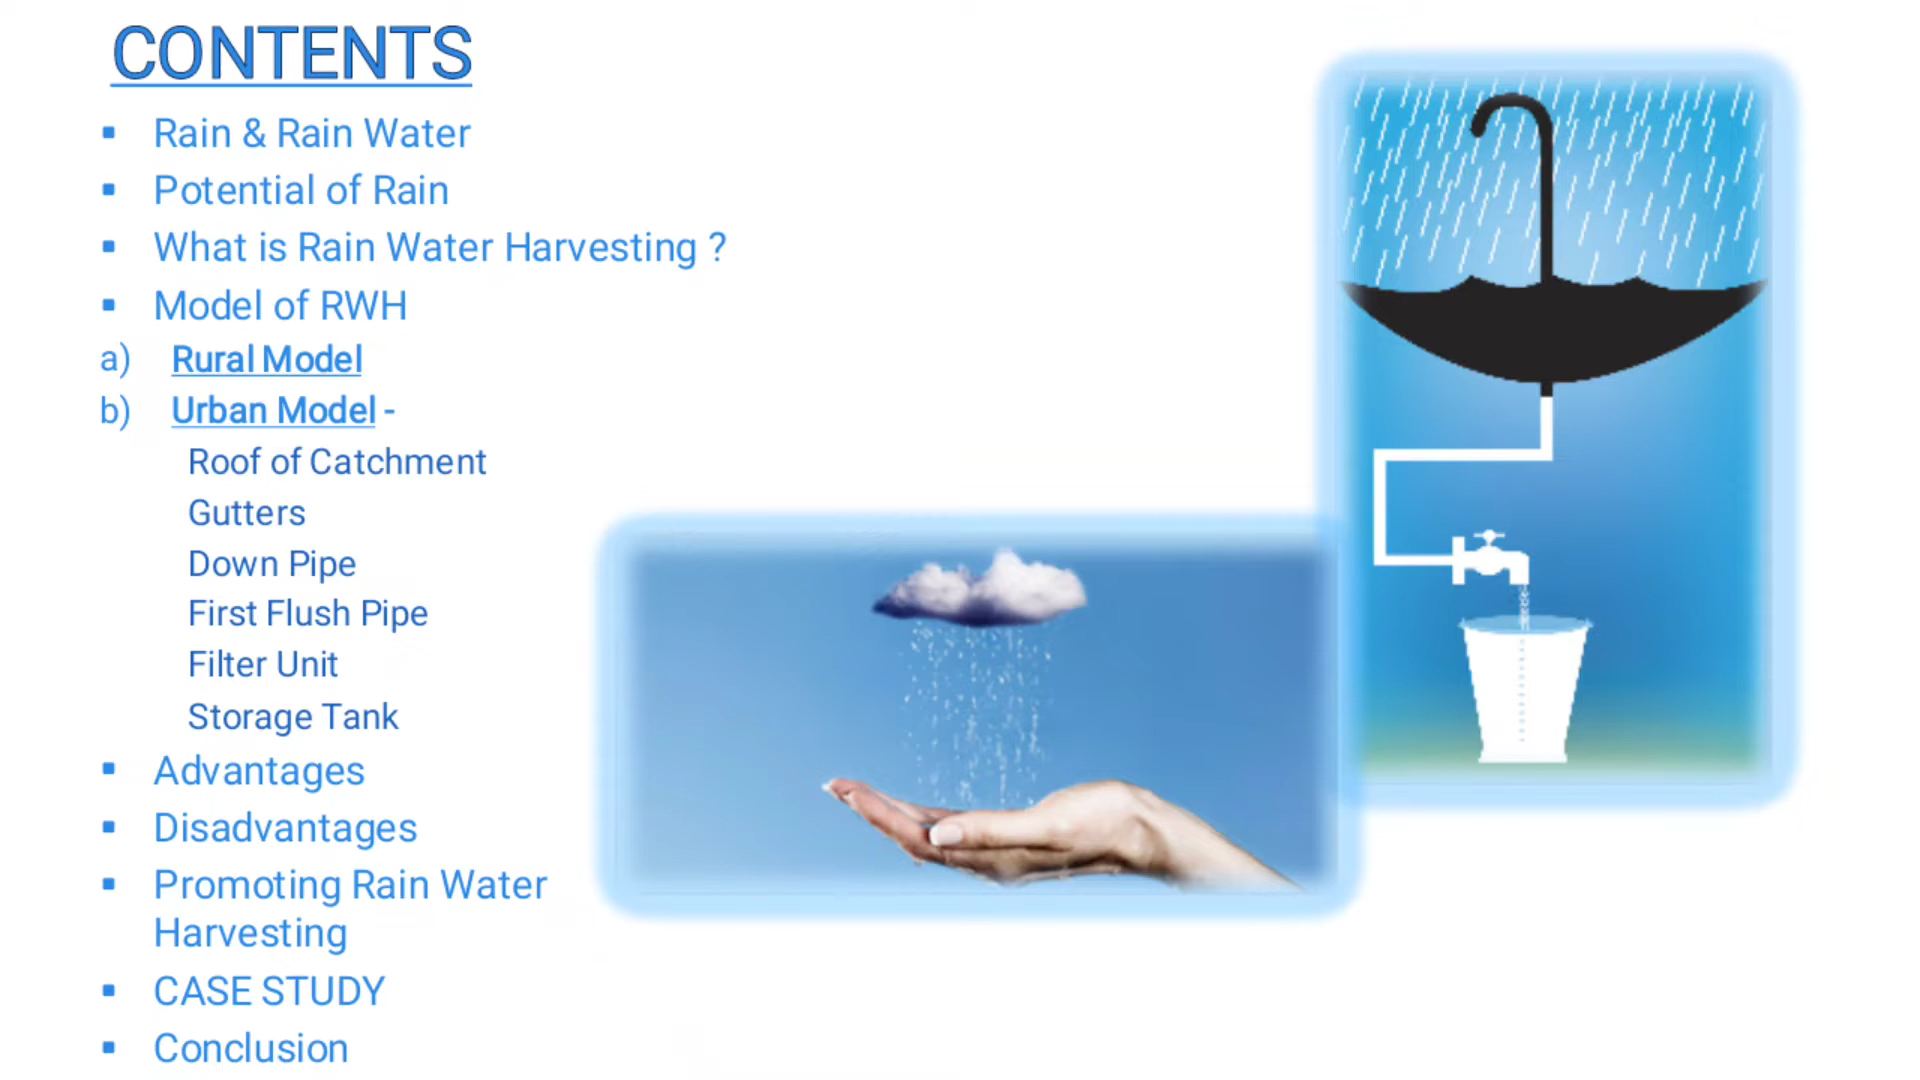 CONTENTS
▪ Rain & Rain Water
▪ Potential of Rain
▪ What is Rain Water Harvesting ?
▪ Model of RWH
a) Rural Model
b) Urban Model -
Roof of Catchment
Gutters
Down Pipe
First Flush Pipe
Filter Unit
Storage Tank
▪ Advantages
▪ Disadvantages
▪ Promoting Rain Water
Harvesting
▪ CASE STUDY
▪ Conclusion